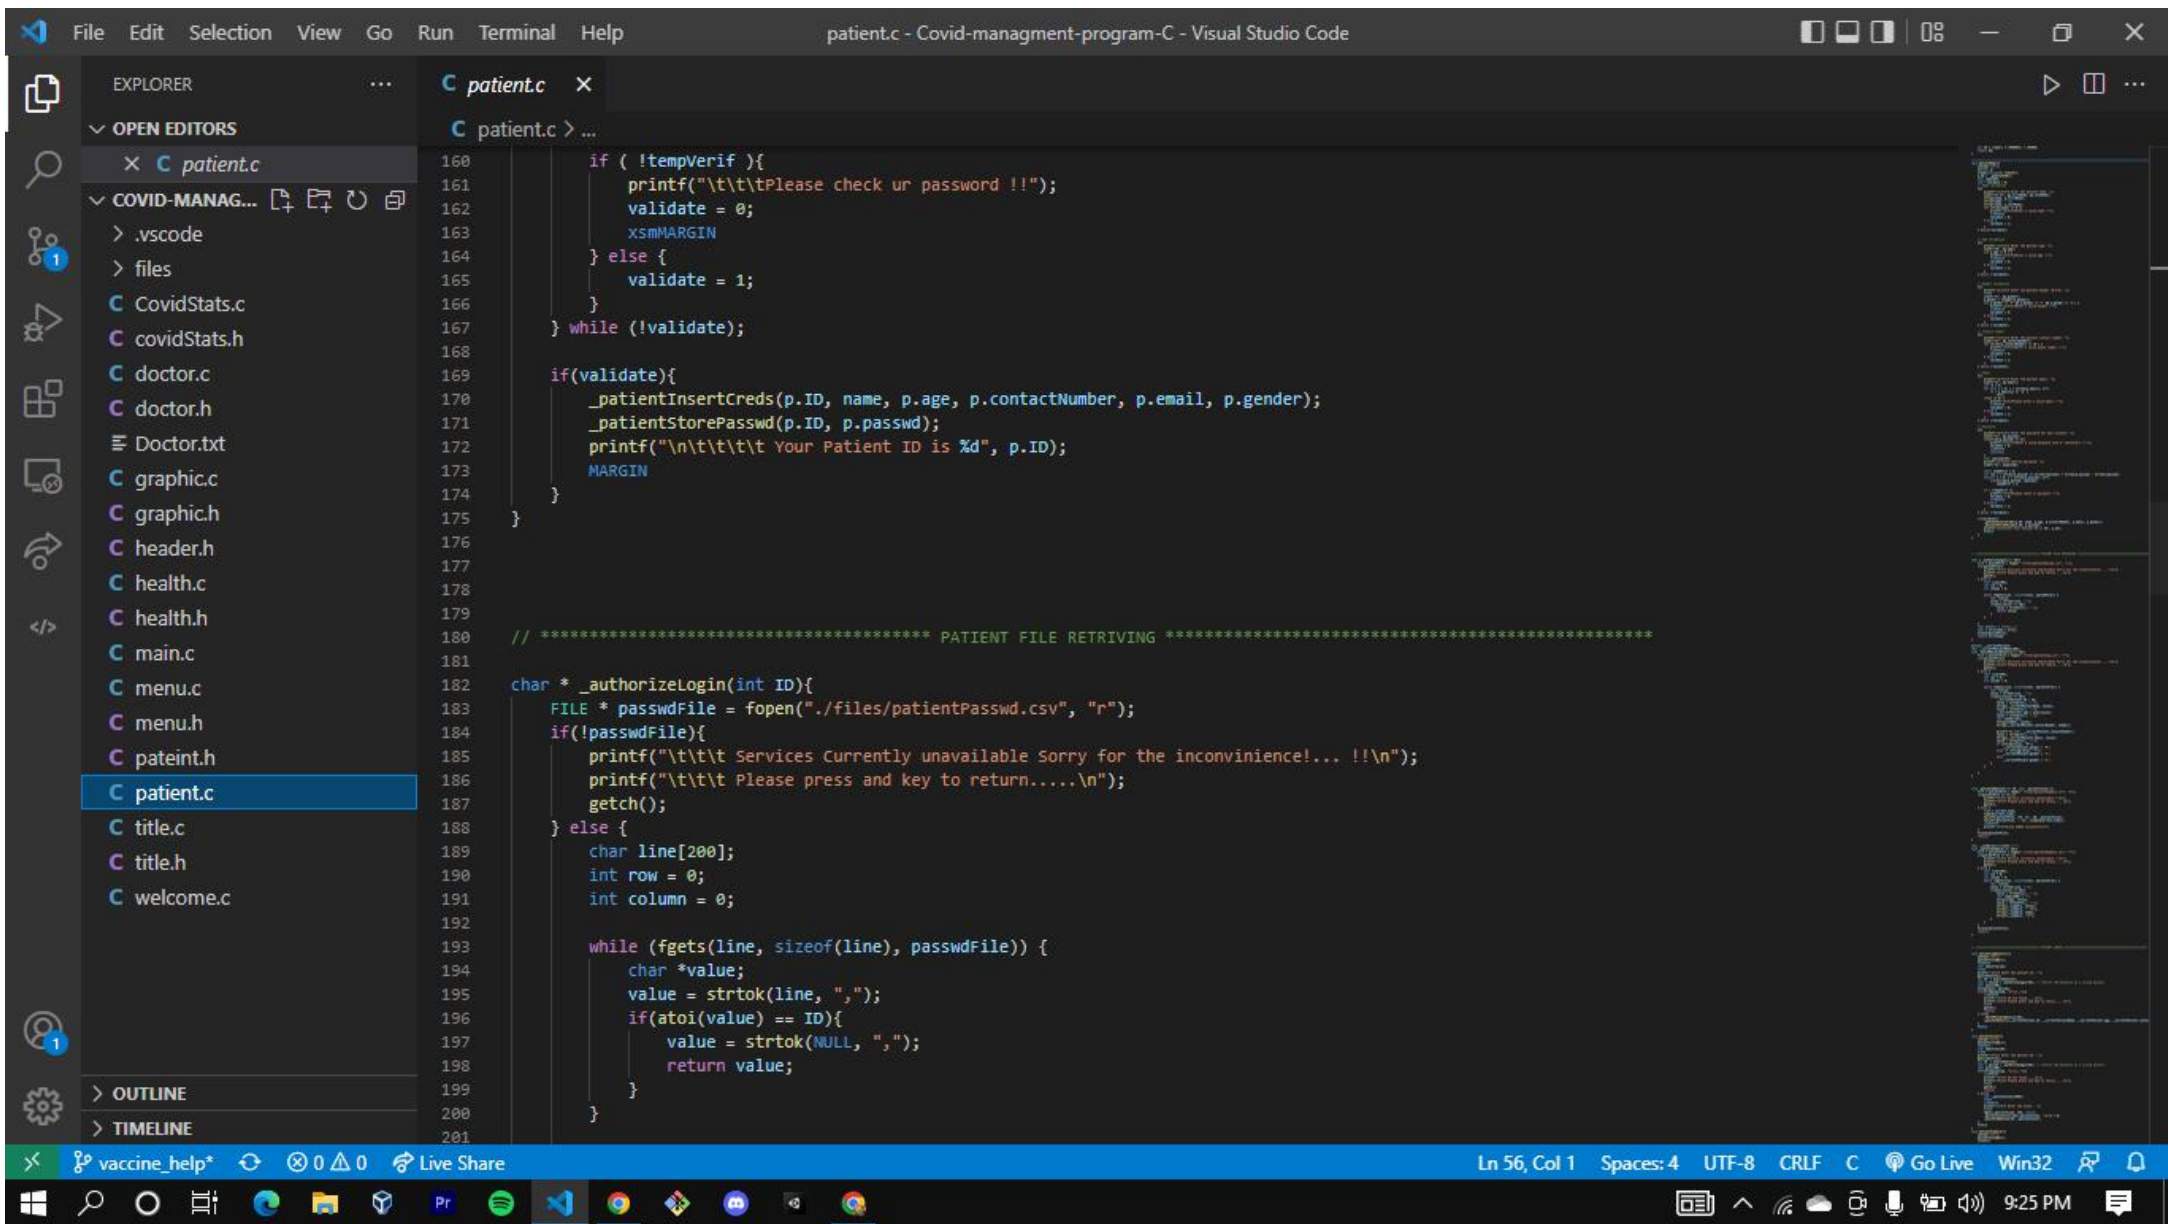 File Edit Selection View Go Run Terminal Help
patient.c - Covid-managment-program-C - Visual Studio Code
EXPLORER
OPEN EDITORS
C patient.c
COVID-MANAG...
.vscode
files
C CovidStats.c
C covidStats.h
C doctor.c
C doctor.h
Doctor.txt
C graphic.c
C graphic.h
C header.h
C health.c
C health.h
C main.c
C menu.c
C menu.h
C pateint.h
C patient.c
C title.c
C title.h
C welcome.c
OUTLINE
TIMELINE
C patient.c
C patient.c > ...
160 if ( !tempVerif ){
161 printf("\t\t\tPlease check ur password !!");
162 validate = 0;
163 xsmMARGIN
164 } else {
165 validate = 1;
166 }
167 } while (!validate);
168
169 if(validate){
170 _patientInsertCreds(p.ID, name, p.age, p.contactNumber, p.email, p.gender);
171 _patientStorePasswd(p.ID, p.passwd);
172 printf("\n\t\t\t\t Your Patient ID is %d", p.ID);
173 MARGIN
174 }
175 }
176
177
178
179
180 // **************************************** PATIENT FILE RETRIVING **************************************************
181
182 char * _authorizeLogin(int ID){
183 FILE * passwdFile = fopen("./files/patientPasswd.csv", "r");
184 if(!passwdFile){
185 printf("\t\t\t Services Currently unavailable Sorry for the inconvinience!... !!\n");
186 printf("\t\t\t Please press and key to return.....\n");
187 getch();
188 } else {
189 char line[200];
190 int row = 0;
191 int column = 0;
192
193 while (fgets(line, sizeof(line), passwdFile)) {
194 char *value;
195 value = strtok(line, ",");
196 if(atoi(value) == ID){
197 value = strtok(NULL, ",");
198 return value;
199 }
200 }
201
vaccine_help* 0 0 Live Share
Ln 56, Col 1 Spaces: 4 UTF-8 CRLF C Go Live Win32
Pr
9:25 PM